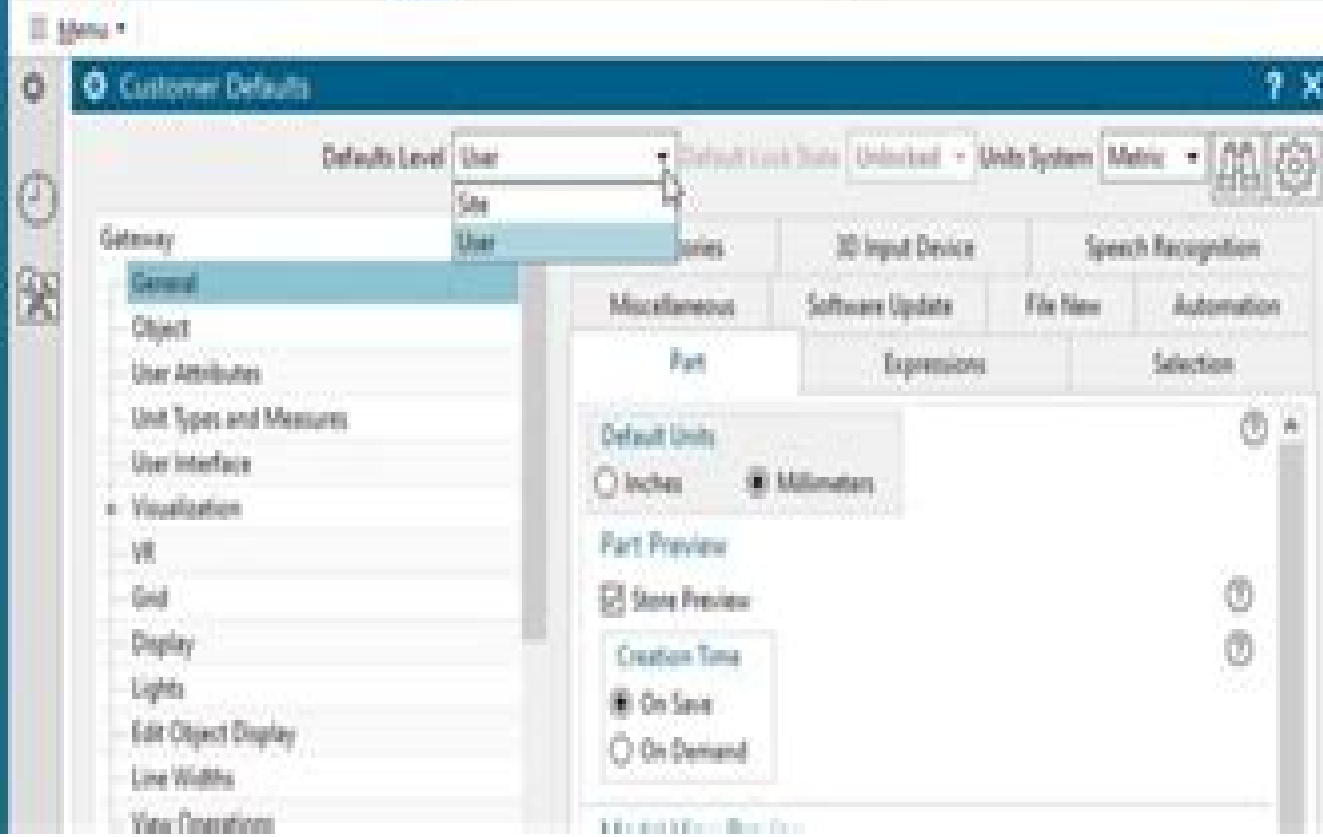 Menu
Customer Defaults ? X
Defaults Level User Default Lock State Unlocked Units System Metric
Site
User
Gateway
General
Object
User Attributes
Unit Types and Measures
User Interface
Visualization
VR
Grid
Display
Lights
Edit Object Display
Line Widths
View Operations
3D Input Device Speech Recognition
Miscellaneous Software Update File New Automation
Part Expressions Selection
Default Units
Inches Millimeters
Part Preview
Store Preview
Creation Time
On Save
On Demand